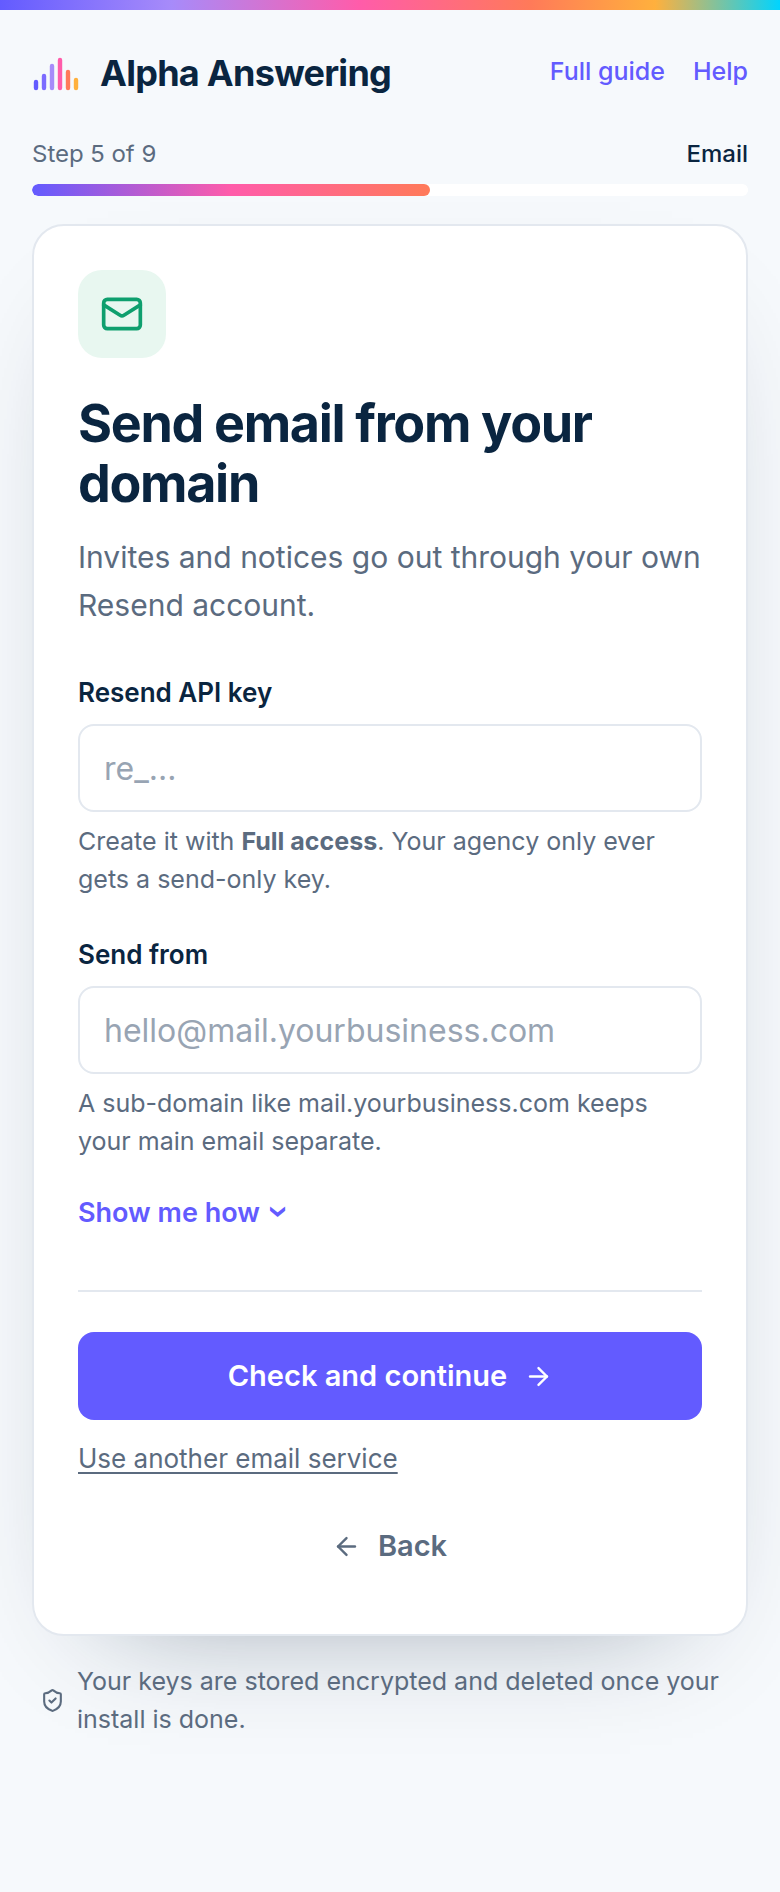 Alpha Answering
Full guide
Help
Step 5 of 9
Email
Send email from your
domain
Invites and notices go out through your own
Resend account.
Resend API key
re_...
Create it with Full access. Your agency only ever
gets a send-only key.
Send from
hello@mail.yourbusiness.com
A sub-domain like mail.yourbusiness.com keeps
your main email separate.
Show me how
Check and continue
Use another email service
Back
Your keys are stored encrypted and deleted once your
install is done.